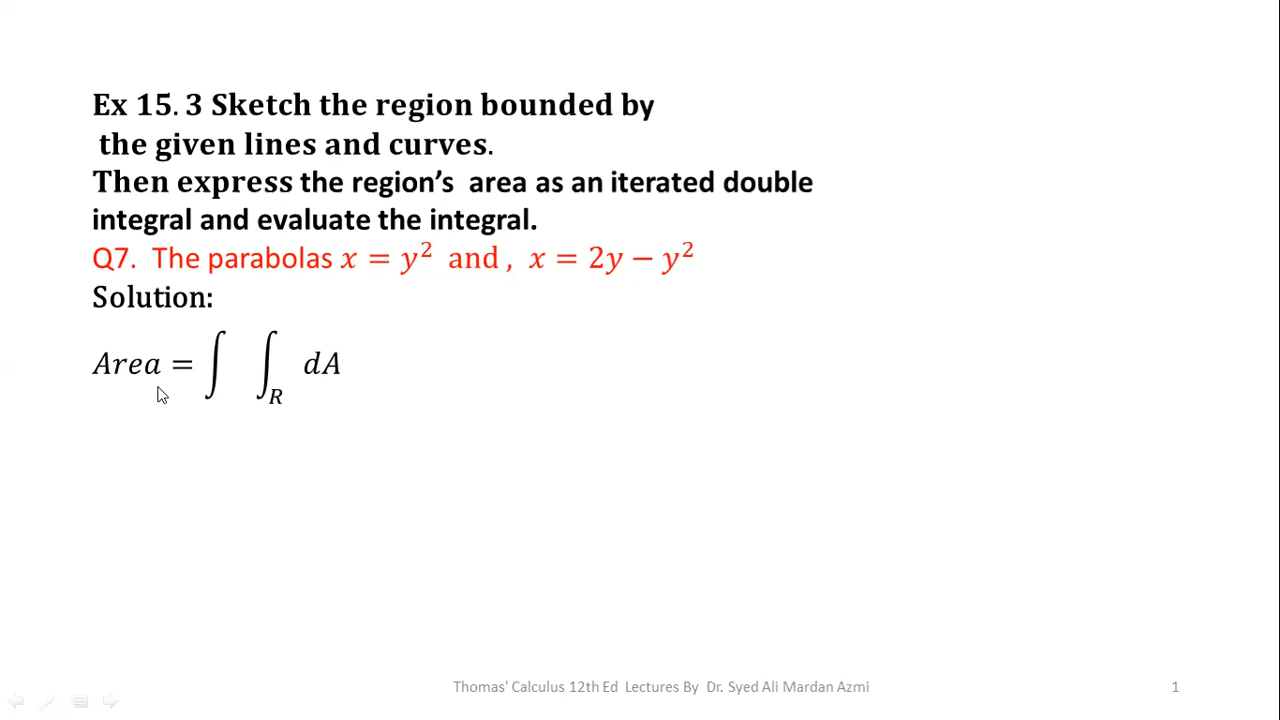 Ex 15.3 Sketch the region bounded by
the given lines and curves.
Then express the region's area as an iterated double
integral and evaluate the integral.
Q7. The parabolas x = y² and , x = 2y − y²
Solution:
Area = ∫ ∫_R dA
Thomas' Calculus 12th Ed Lectures By Dr. Syed Ali Mardan Azmi 1